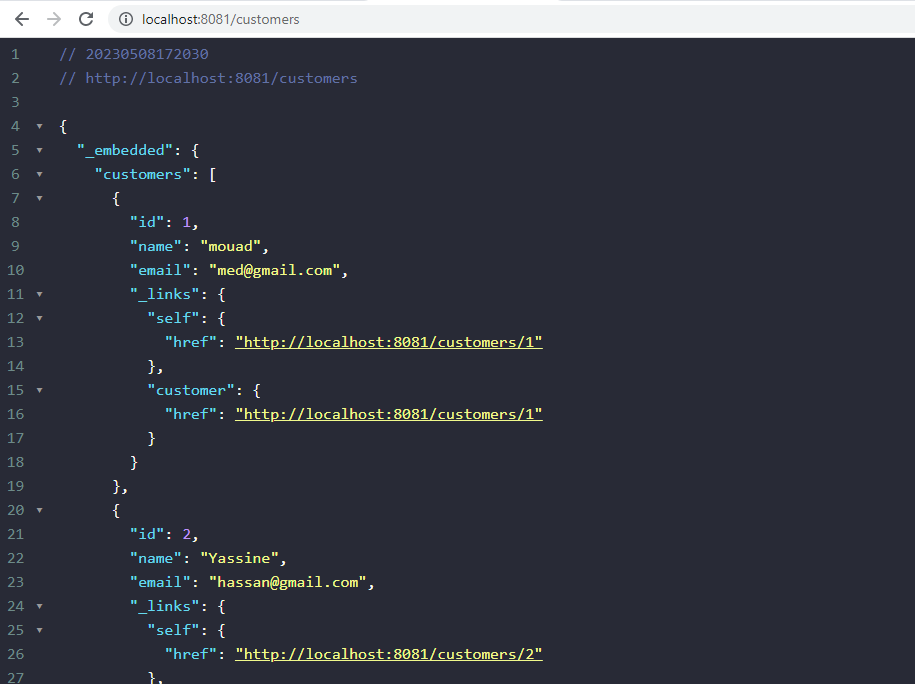 localhost:8081/customers
1 // 20230508172030
2 // http://localhost:8081/customers
3
4 {
5 "_embedded": {
6 "customers": [
7 {
8 "id": 1,
9 "name": "mouad",
10 "email": "med@gmail.com",
11 "_links": {
12 "self": {
13 "href": "http://localhost:8081/customers/1"
14 },
15 "customer": {
16 "href": "http://localhost:8081/customers/1"
17 }
18 }
19 },
20 {
21 "id": 2,
22 "name": "Yassine",
23 "email": "hassan@gmail.com",
24 "_links": {
25 "self": {
26 "href": "http://localhost:8081/customers/2"
27 },